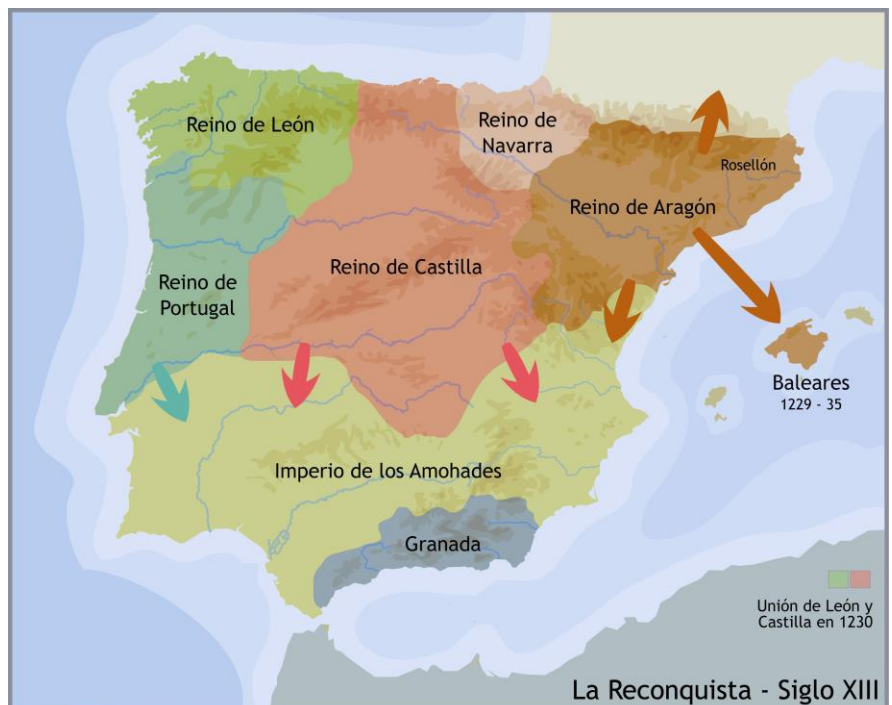 Reino de León
Reino de
Navarra
Rosellón
Reino de Aragón
Reino de Castilla
Reino de
Portugal
Baleares
1229 - 35
Imperio de los Amohades
Granada
Unión de León y
Castilla en 1230
La Reconquista - Siglo XIII